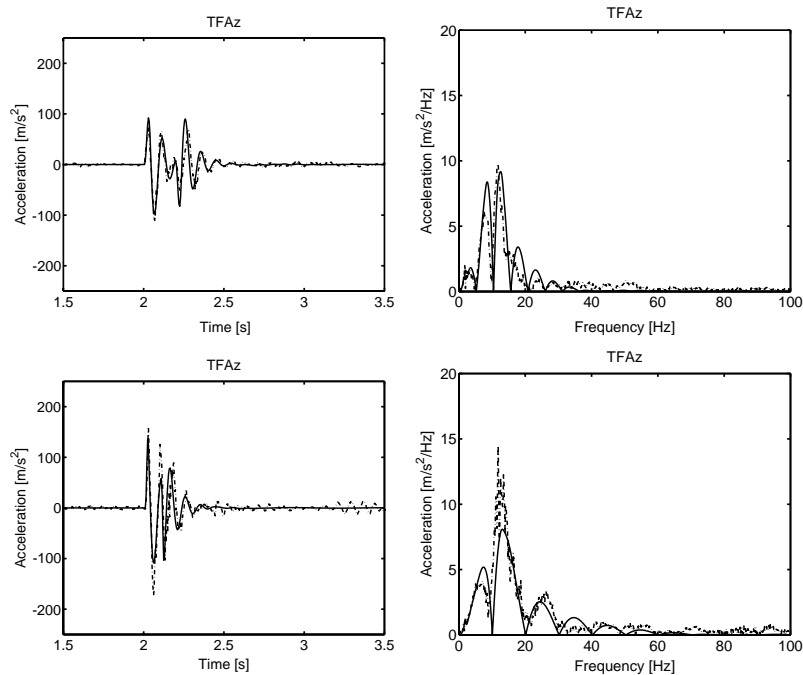 TFAz
200
100
0
-100
-200
Acceleration [m/s²]
1.5 2 2.5 3 3.5
Time [s]
TFAz
20
15
10
5
0
Acceleration [m/s²/Hz]
0 20 40 60 80 100
Frequency [Hz]
TFAz
200
100
0
-100
-200
Acceleration [m/s²]
1.5 2 2.5 3 3.5
Time [s]
TFAz
20
15
10
5
0
Acceleration [m/s²/Hz]
0 20 40 60 80 100
Frequency [Hz]